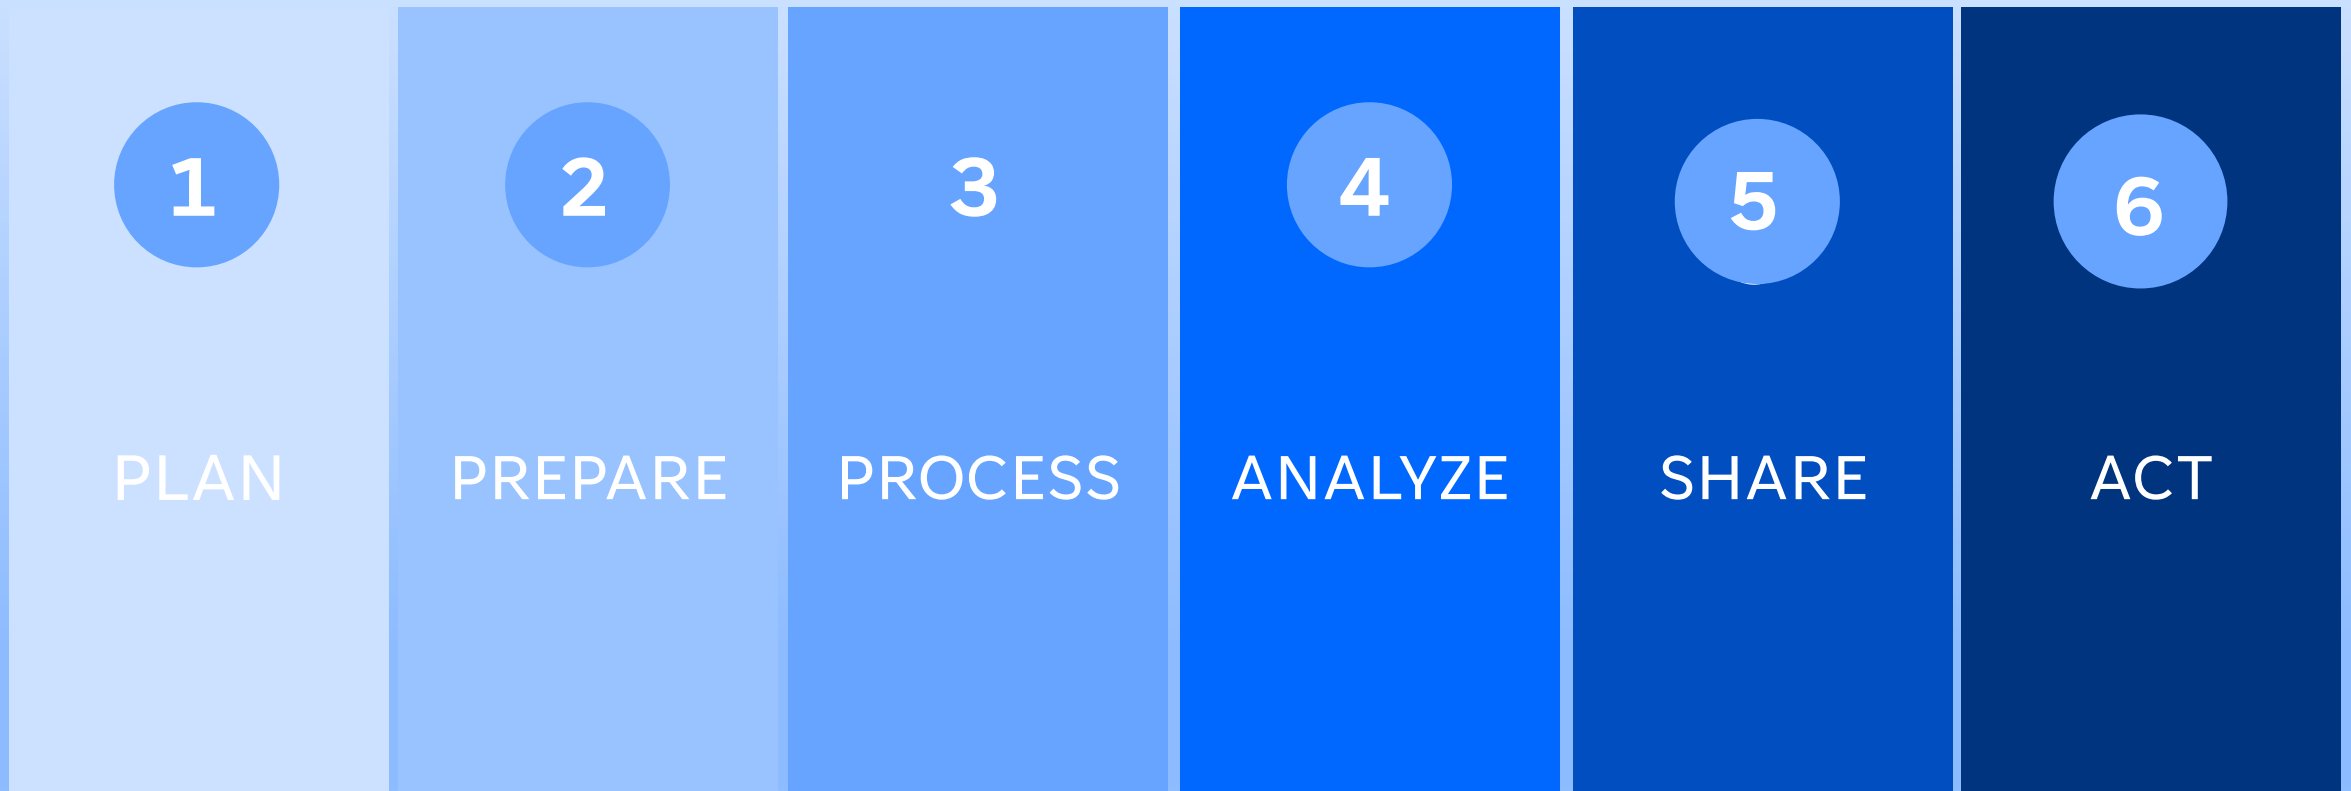 1
2
3
4
5
6
PLAN
PREPARE
PROCESS
ANALYZE
SHARE
ACT